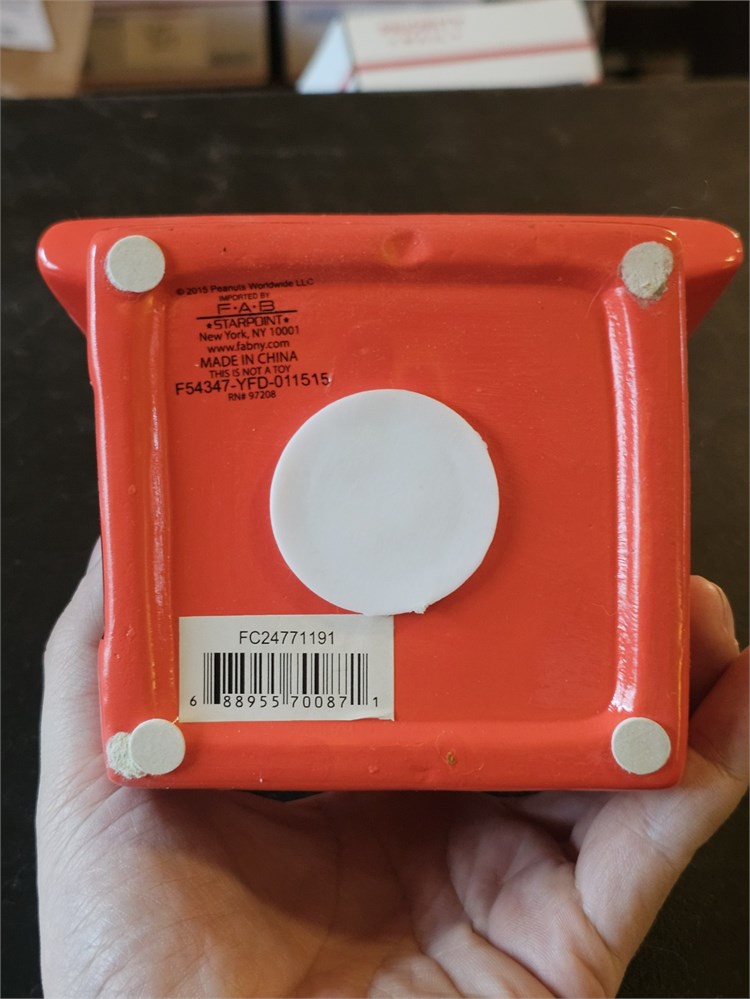 © 2015 Peanuts Worldwide LLC
IMPORTED BY
F·A·B
★STARPOINT★
New York, NY 10001
www.fabny.com
MADE IN CHINA
THIS IS NOT A TOY
F54347-YFD-011515
RN# 97208
FC24771191
6 88955 70087 1